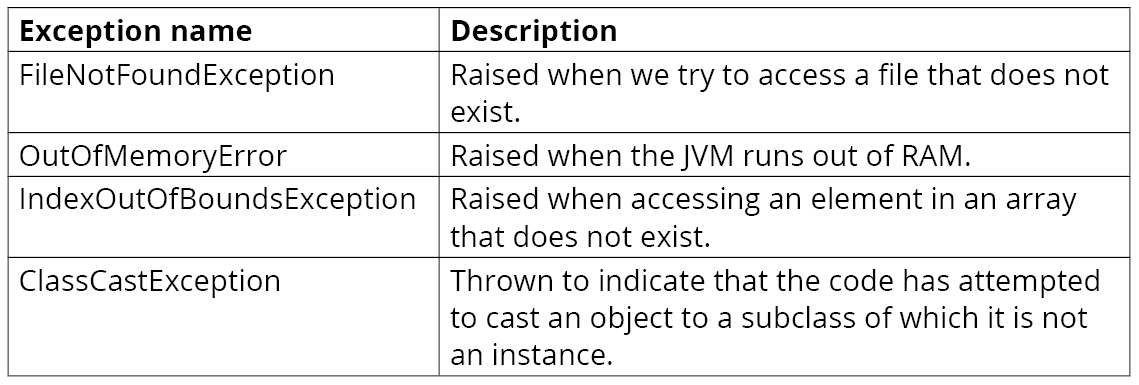 Exception name Description
FileNotFoundException Raised when we try to access a file that does not
exist.
OutOfMemoryError Raised when the JVM runs out of RAM.
IndexOutOfBoundsException Raised when accessing an element in an array
that does not exist.
ClassCastException Thrown to indicate that the code has attempted
to cast an object to a subclass of which it is not
an instance.